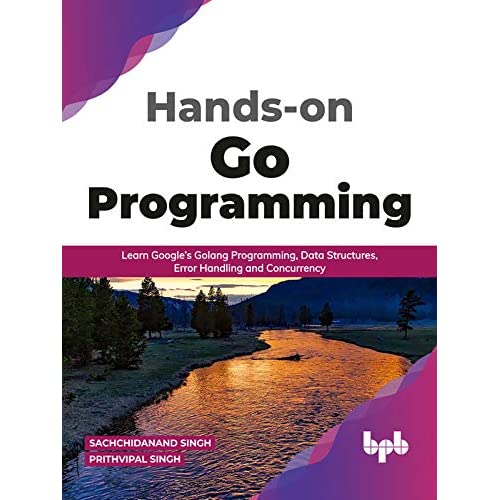 Hands-on
Go
Programming
Learn Google's Golang Programming, Data Structures,
Error Handling and Concurrency
SACHCHIDANAND SINGH
PRITHVIPAL SINGH
bpb